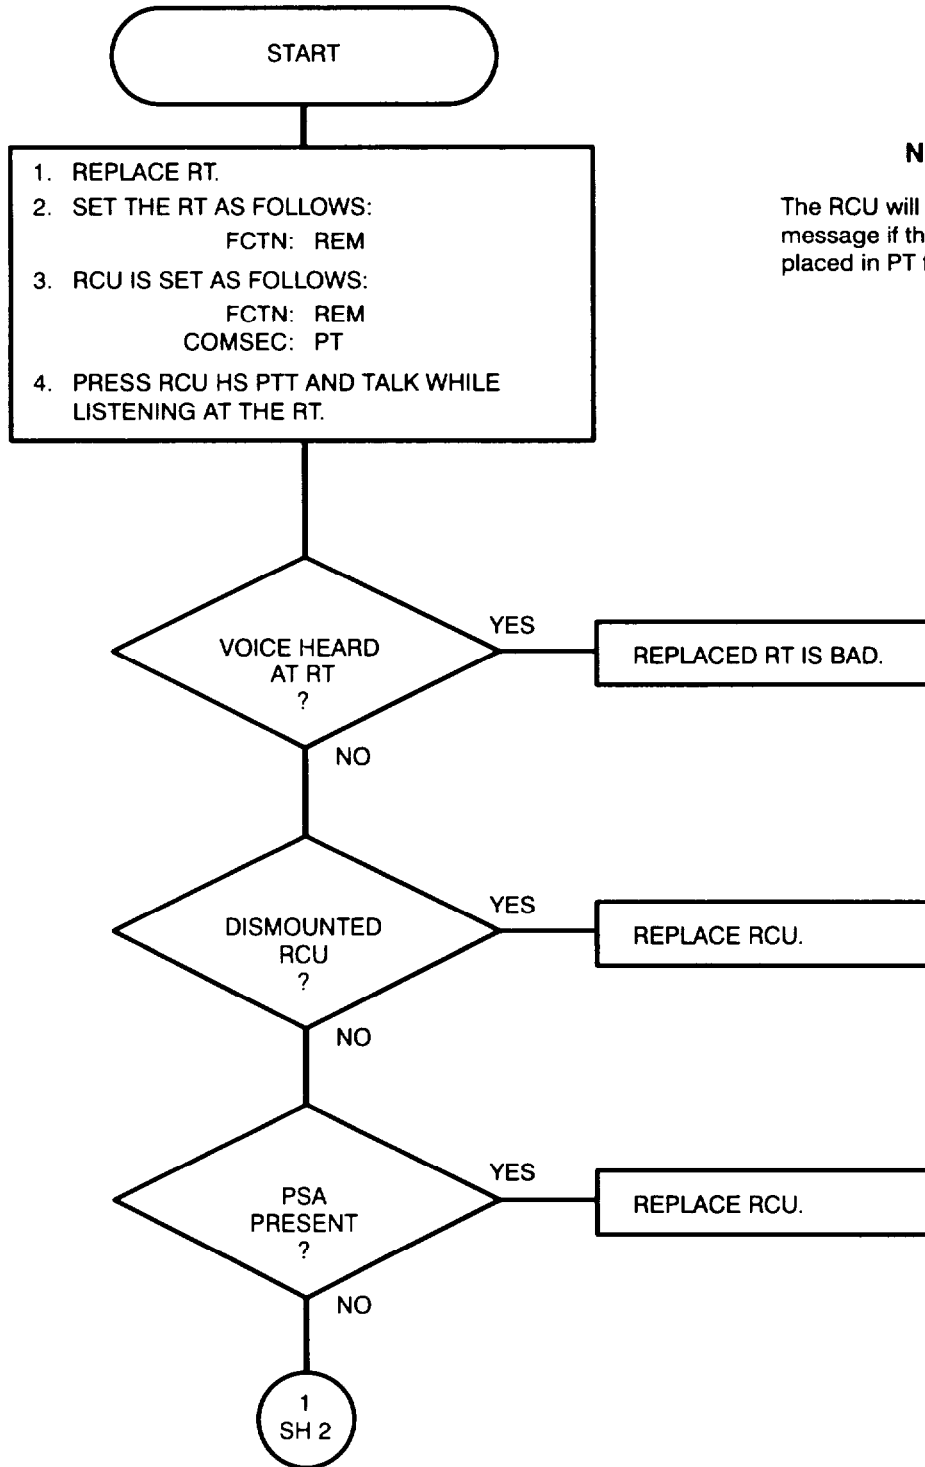 START
1. REPLACE RT.
2. SET THE RT AS FOLLOWS:
FCTN: REM
3. RCU IS SET AS FOLLOWS:
FCTN: REM
COMSEC: PT
4. PRESS RCU HS PTT AND TALK WHILE
LISTENING AT THE RT.
N
The RCU will
message if th
placed in PT
VOICE HEARD
AT RT
?
YES
REPLACED RT IS BAD.
NO
DISMOUNTED
RCU
?
YES
REPLACE RCU.
NO
PSA
PRESENT
?
YES
REPLACE RCU.
NO
1
SH 2